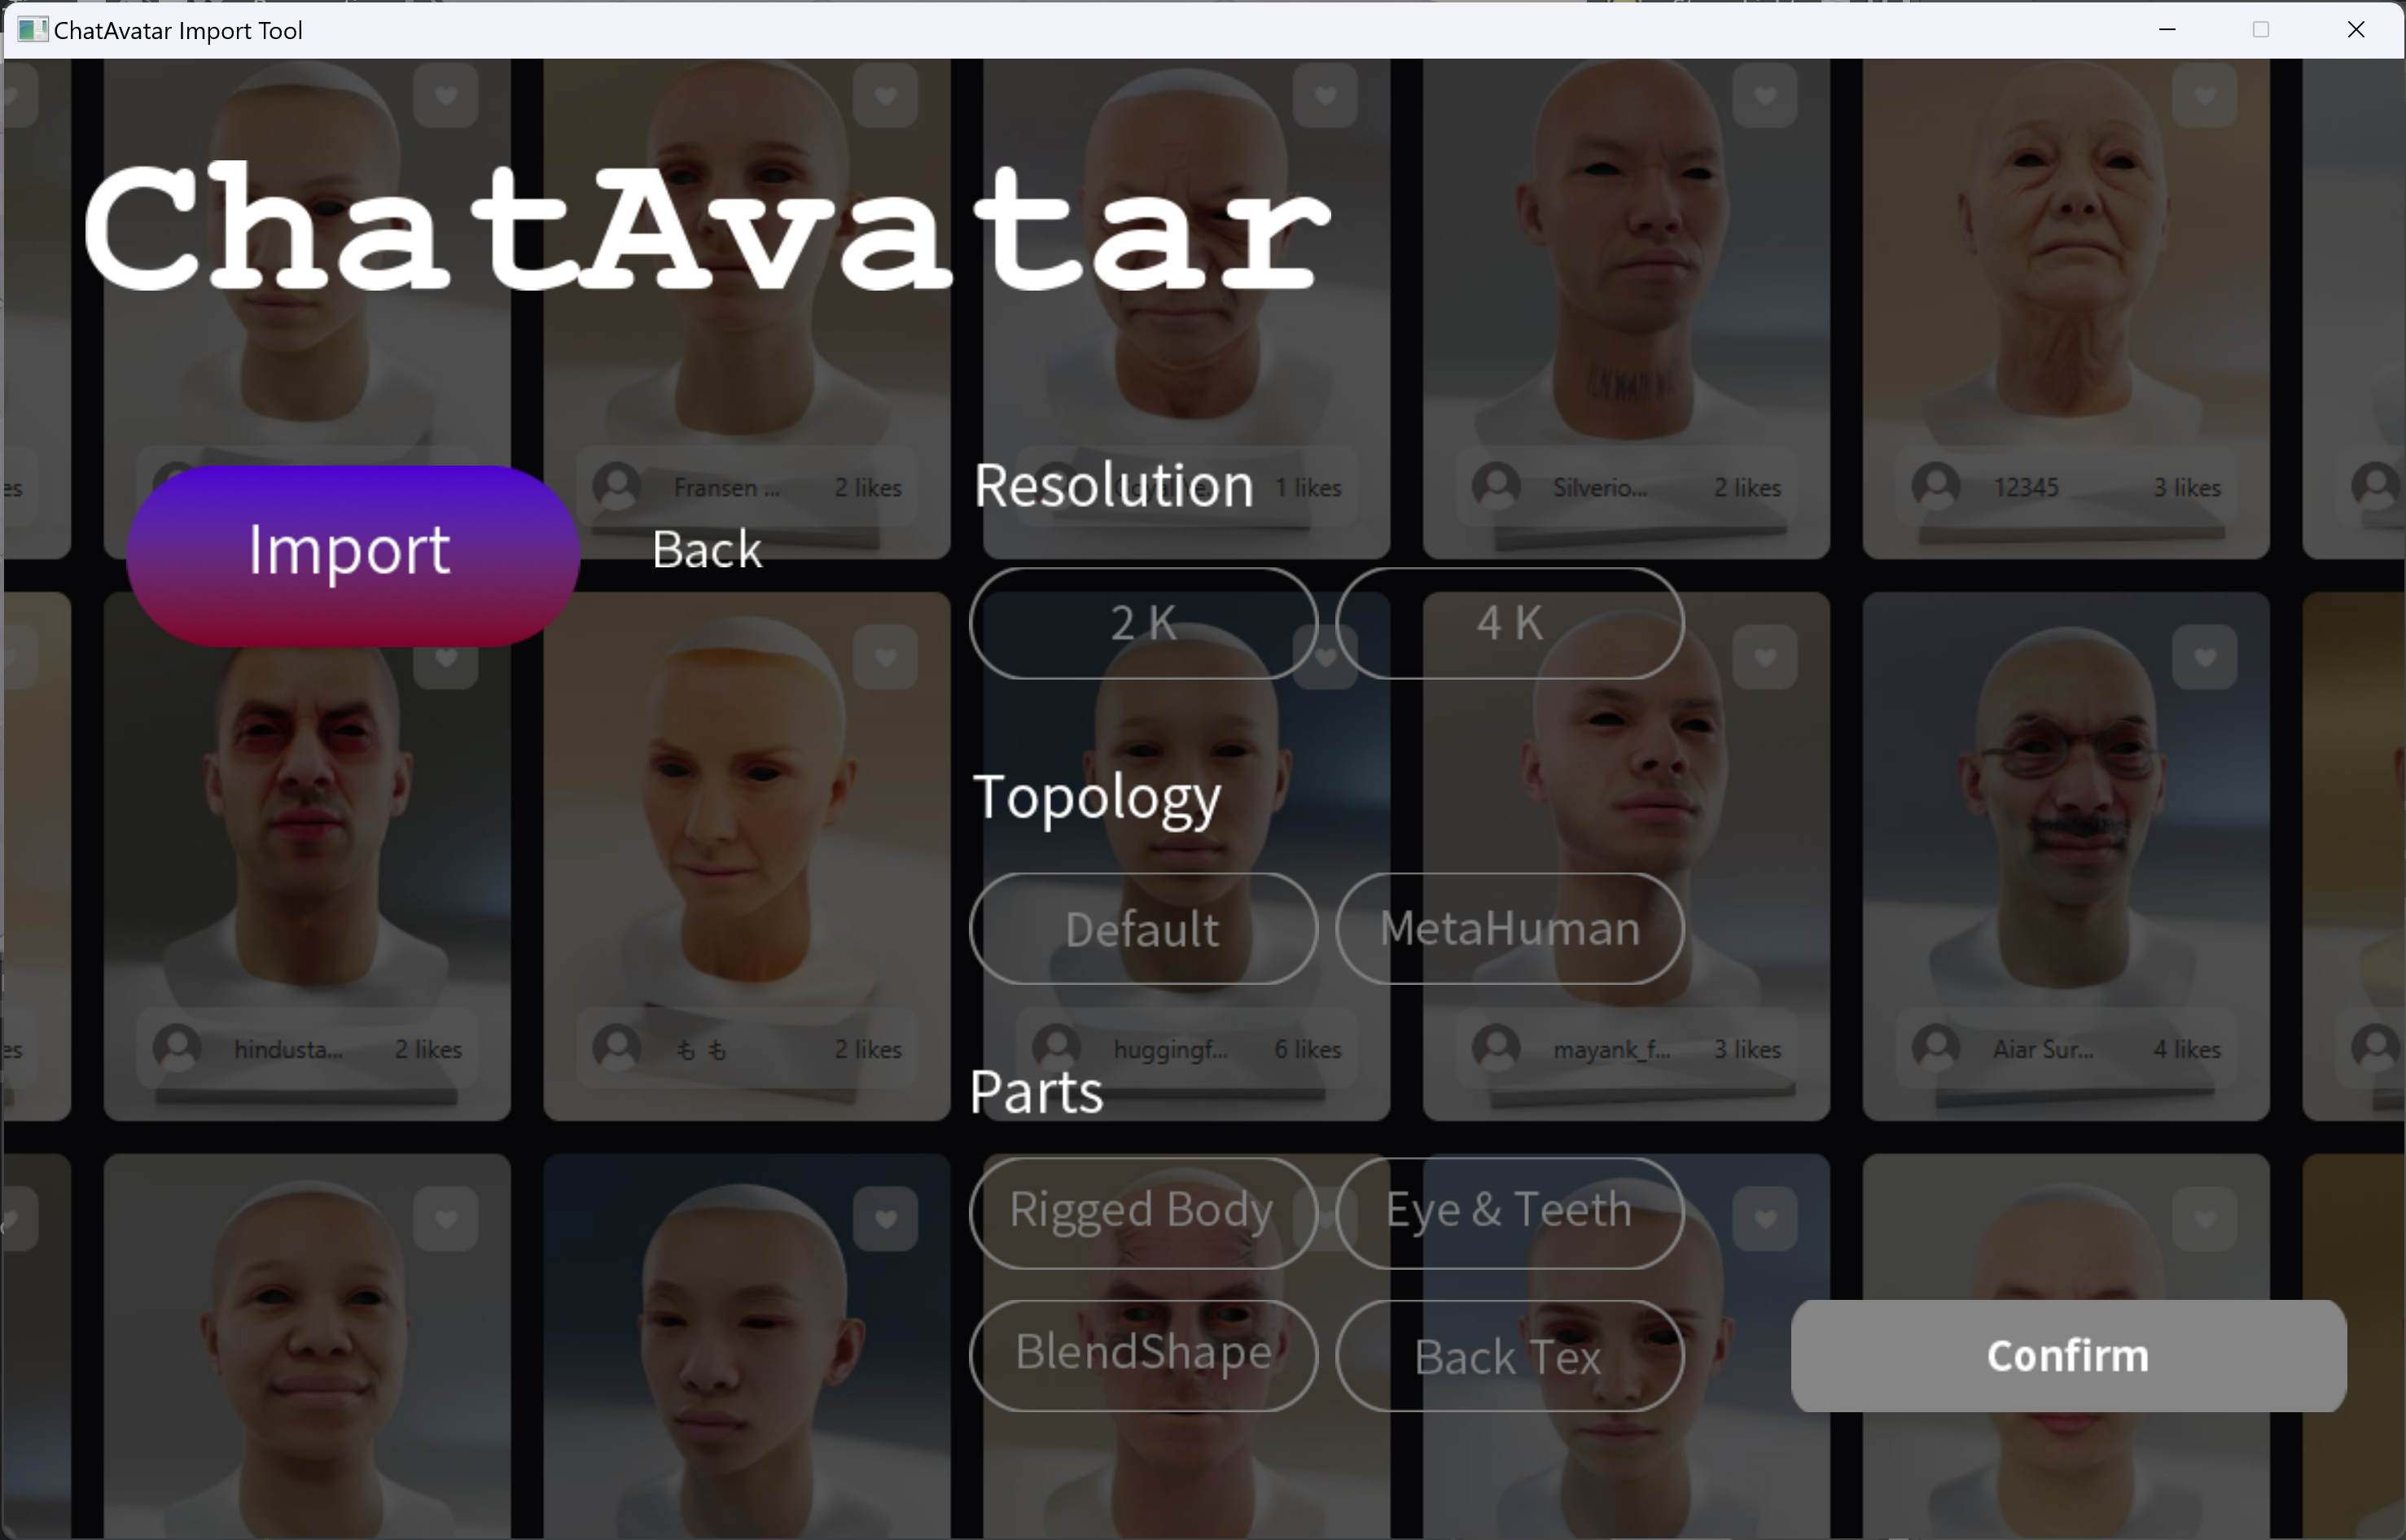 ChatAvatar Import Tool
ChatAvatar
es
Fransen ...
2 likes
Resolution
1 likes
Silverio...
2 likes
12345
3 likes
Import
Back
2 K
4 K
Topology
Default
MetaHuman
es
hindusta...
2 likes
も も
2 likes
huggingf...
6 likes
mayank_f...
3 likes
Aiar Sur...
4 likes
Parts
Rigged Body
Eye & Teeth
BlendShape
Back Tex
Confirm